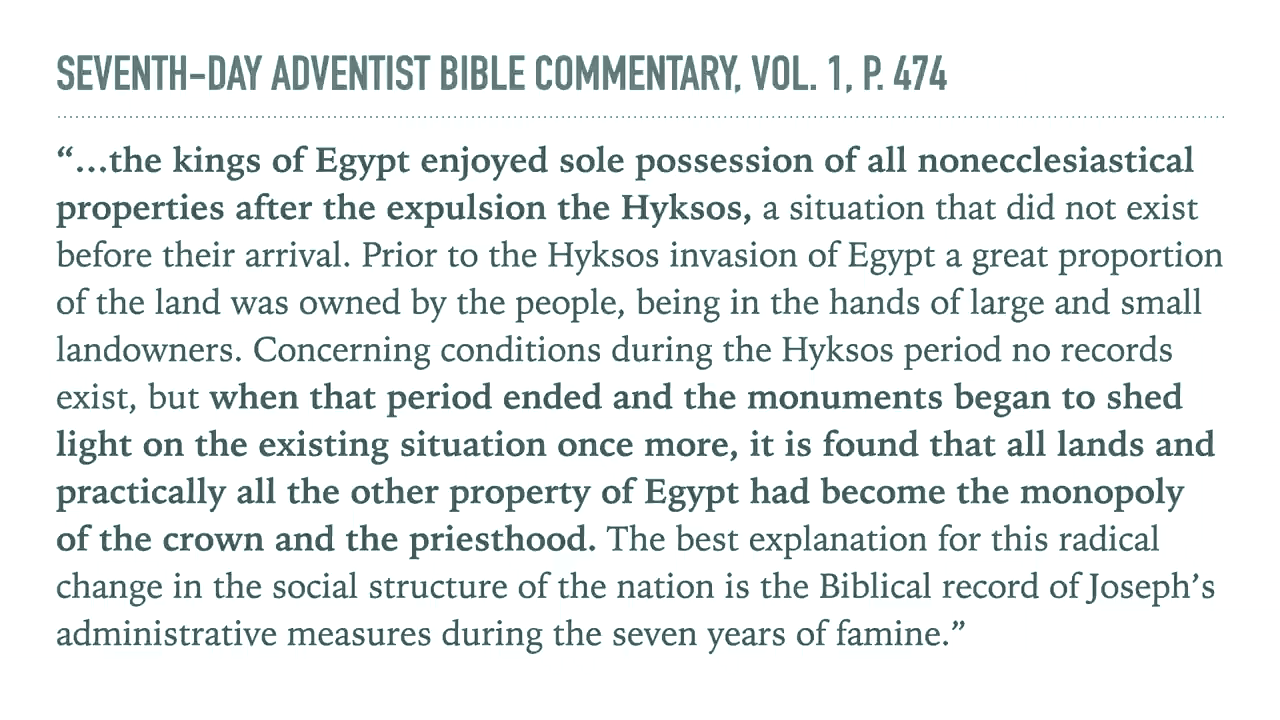 SEVENTH-DAY ADVENTIST BIBLE COMMENTARY, VOL. 1, P. 474
“…the kings of Egypt enjoyed sole possession of all nonecclesiastical
properties after the expulsion the Hyksos, a situation that did not exist
before their arrival. Prior to the Hyksos invasion of Egypt a great proportion
of the land was owned by the people, being in the hands of large and small
landowners. Concerning conditions during the Hyksos period no records
exist, but when that period ended and the monuments began to shed
light on the existing situation once more, it is found that all lands and
practically all the other property of Egypt had become the monopoly
of the crown and the priesthood. The best explanation for this radical
change in the social structure of the nation is the Biblical record of Joseph’s
administrative measures during the seven years of famine.”